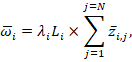 ω̅ᵢ = λᵢLᵢ × ∑_{j=1}^{j=N} z̅ᵢ,ⱼ,